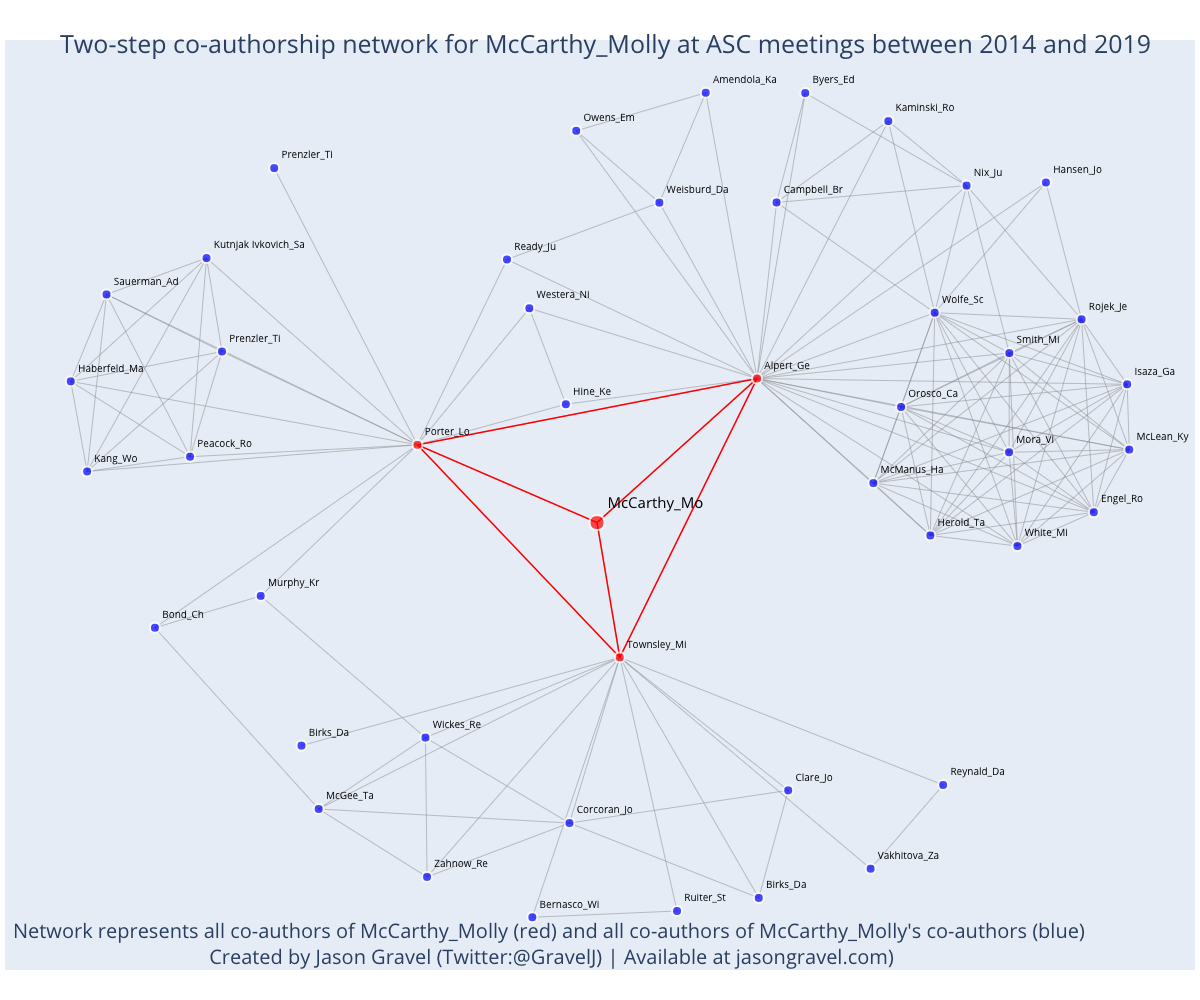 Two-step co-authorship network for McCarthy_Molly at ASC meetings between 2014 and 2019
Amendola_Ka
Byers_Ed
Kaminski_Ro
Owens_Em
Prenzler_Ti
Nix_Ju
Hansen_Jo
Weisburd_Da
Campbell_Br
Kutnjak Ivkovich_Sa
Ready_Ju
Sauerman_Ad
Westera_Ni
Wolfe_Sc
Rojek_Je
Prenzler_Ti
Smith_Mi
Haberfeld_Ma
Alpert_Ge
Isaza_Ga
Hine_Ke
Orosco_Ca
Porter_Lo
Peacock_Ro
Mora_Vi
McLean_Ky
Kang_Wo
McManus_Ha
McCarthy_Mo
Engel_Ro
Herold_Ta
White_Mi
Murphy_Kr
Bond_Ch
Townsley_Mi
Birks_Da
Wickes_Re
Clare_Jo
Reynald_Da
McGee_Ta
Corcoran_Jo
Zahnow_Re
Vakhitova_Za
Birks_Da
Bernasco_Wi
Ruiter_St
Network represents all co-authors of McCarthy_Molly (red) and all co-authors of McCarthy_Molly's co-authors (blue)
Created by Jason Gravel (Twitter:@GravelJ) | Available at jasongravel.com)